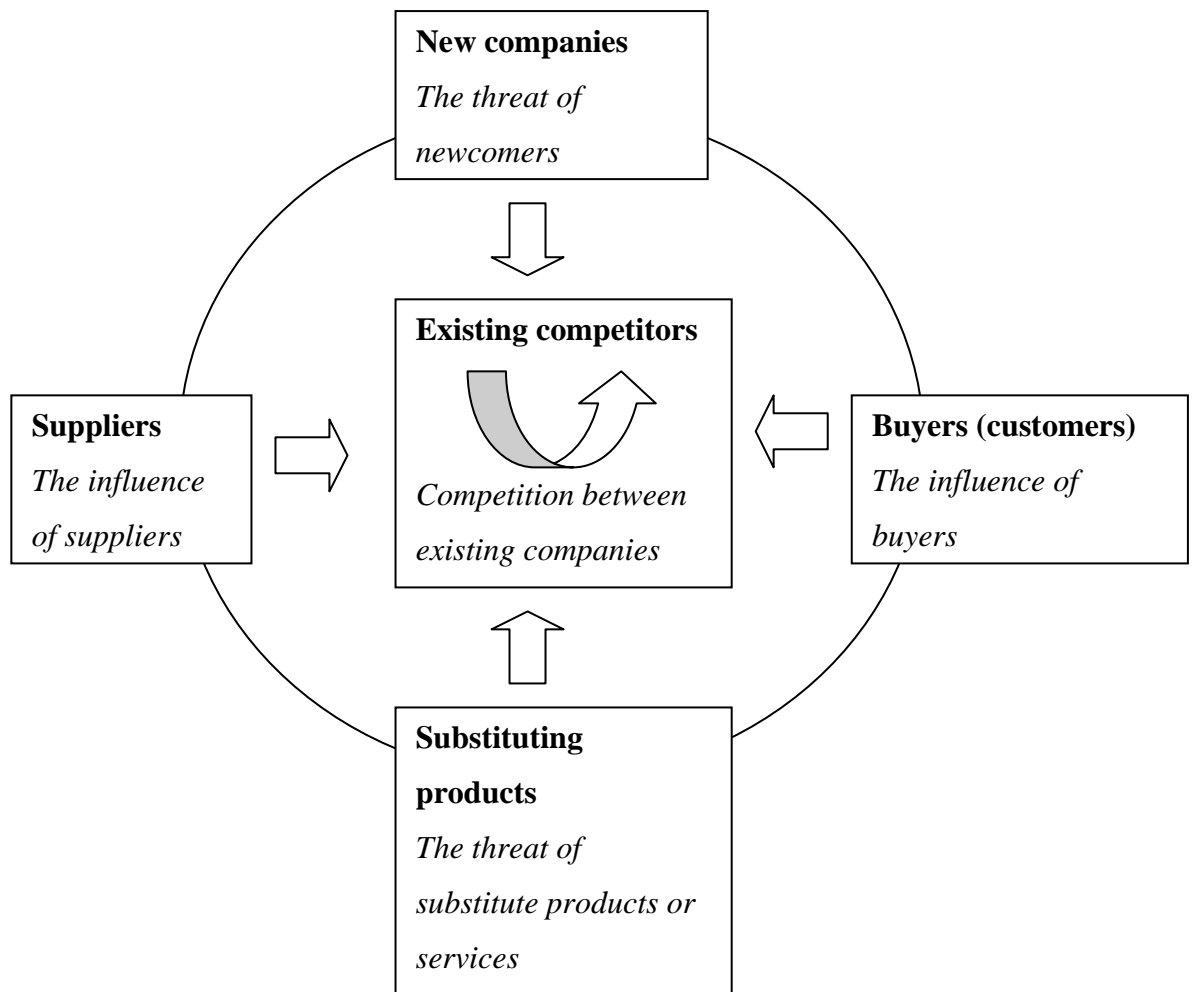 New companies
The threat of
newcomers
Existing competitors
Competition between
existing companies
Suppliers
The influence
of suppliers
Buyers (customers)
The influence of
buyers
Substituting
products
The threat of
substitute products or
services